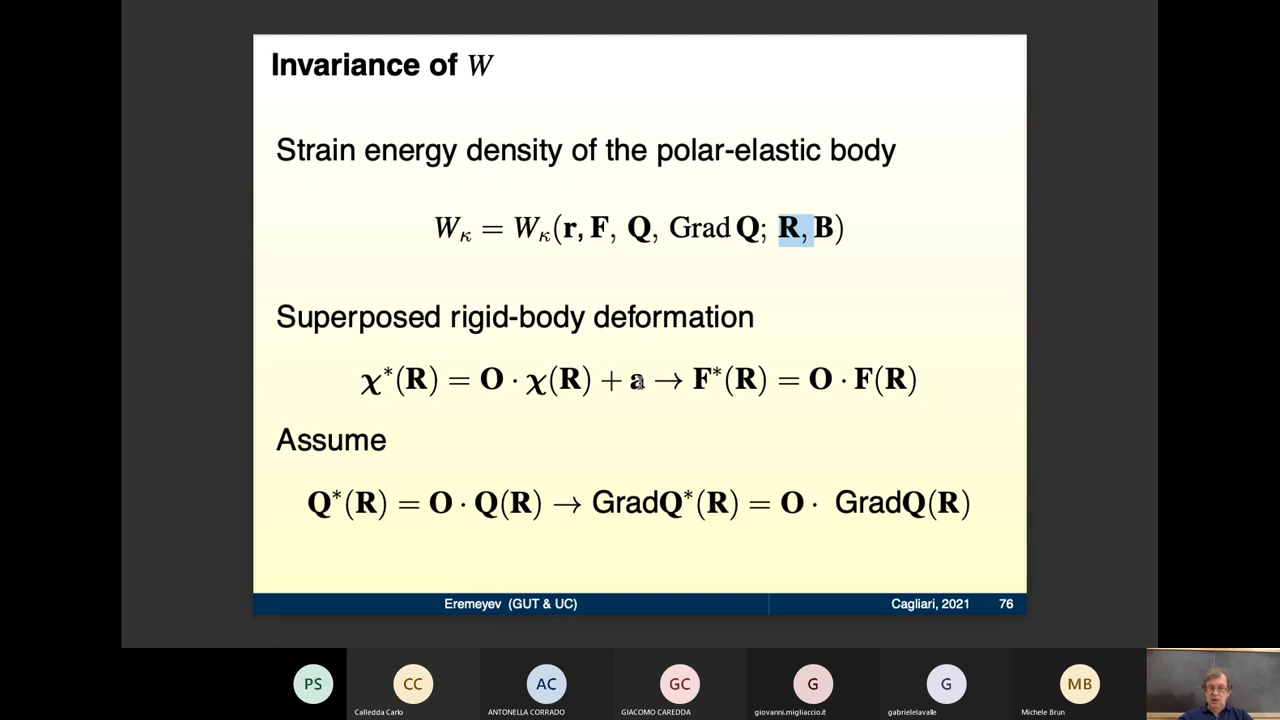 Invariance of W
Strain energy density of the polar-elastic body
Wκ = Wκ(r, F, Q, Grad Q; R, B)
Superposed rigid-body deformation
χ*(R) = O · χ(R) + a → F*(R) = O · F(R)
Assume
Q*(R) = O · Q(R) → GradQ*(R) = O · GradQ(R)
Eremeyev (GUT & UC) Cagliari, 2021 76
PS CC AC GC G G MB
Calledda Carlo ANTONELLA CORRADO GIACOMO CAREDDA giovanni.migliaccio.it gabrielelavalle Michele Brun